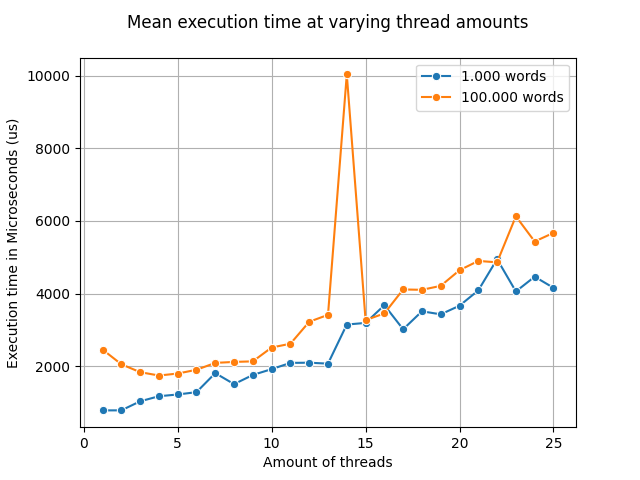 Mean execution time at varying thread amounts
1.000 words
100.000 words
10000
8000
6000
4000
2000
Execution time in Microseconds (us)
0 5 10 15 20 25
Amount of threads